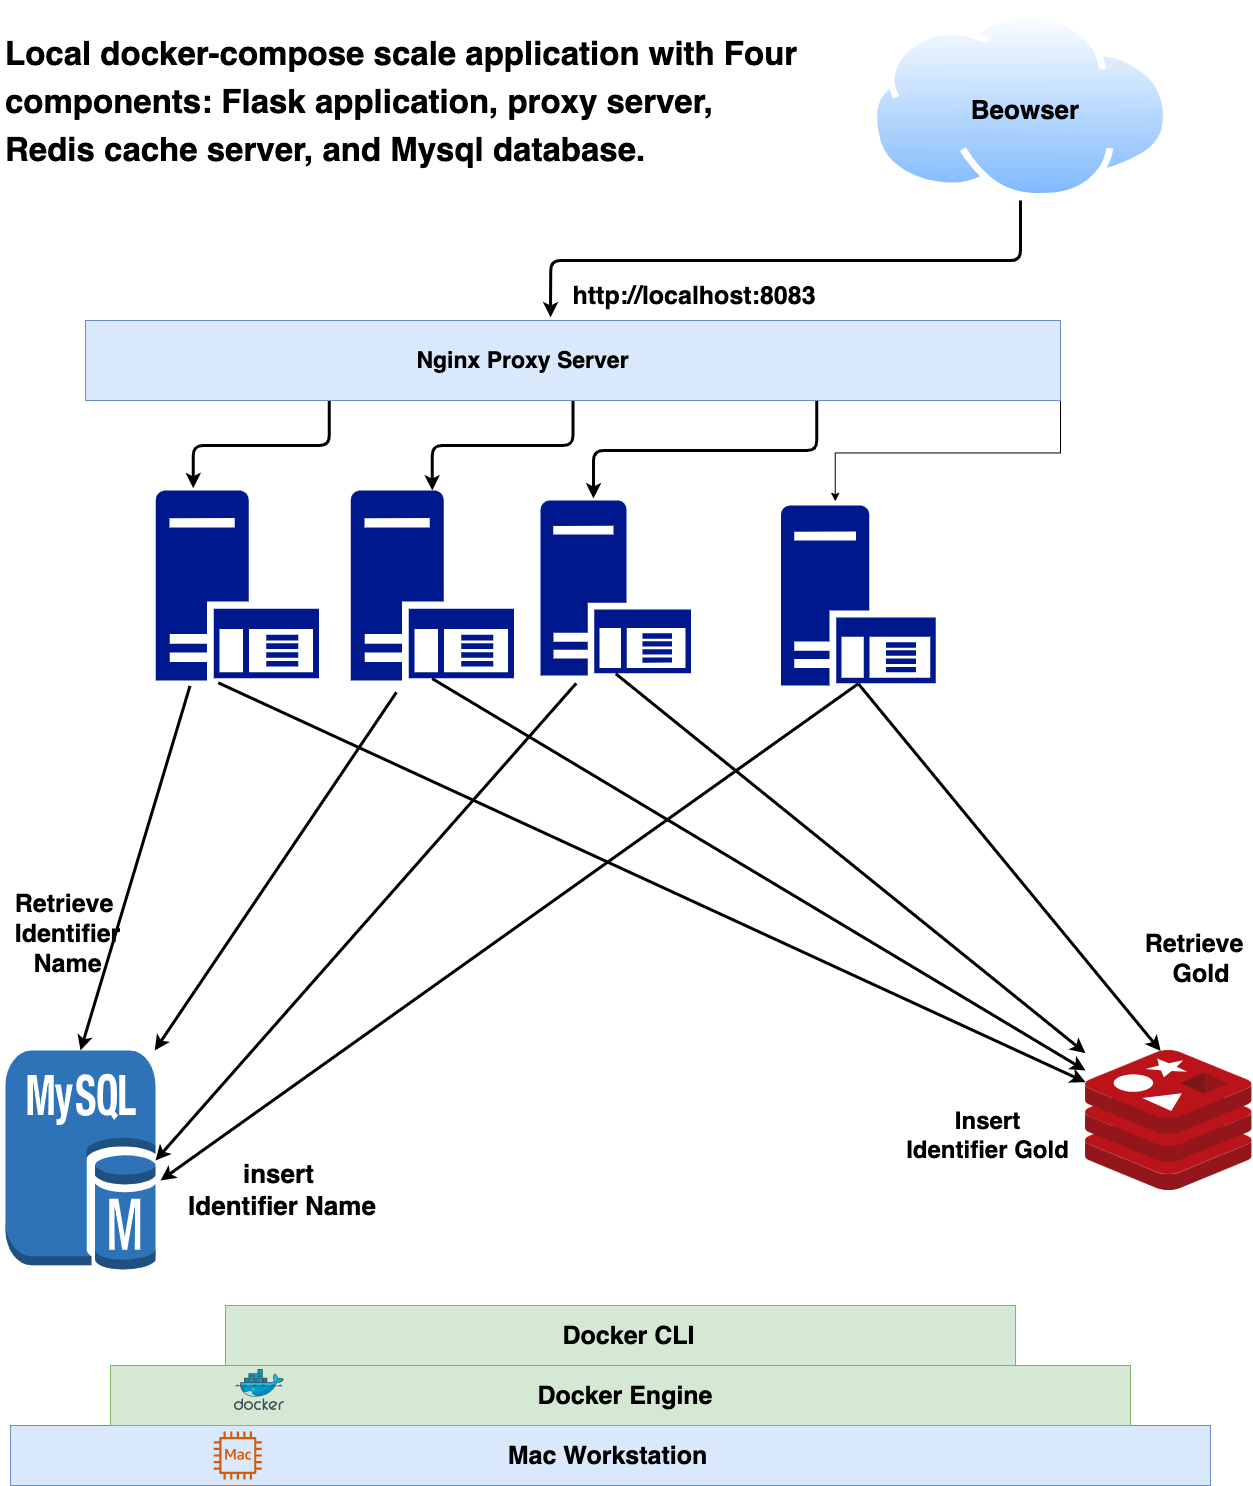 Local docker-compose scale application with Four
components: Flask application, proxy server,
Redis cache server, and Mysql database.
Beowser
http://localhost:8083
Nginx Proxy Server
Retrieve
Identifier
Name
Retrieve
Gold
MySQL
M
Insert
Identifier Gold
insert
Identifier Name
Docker CLI
docker
Docker Engine
Mac
Mac Workstation